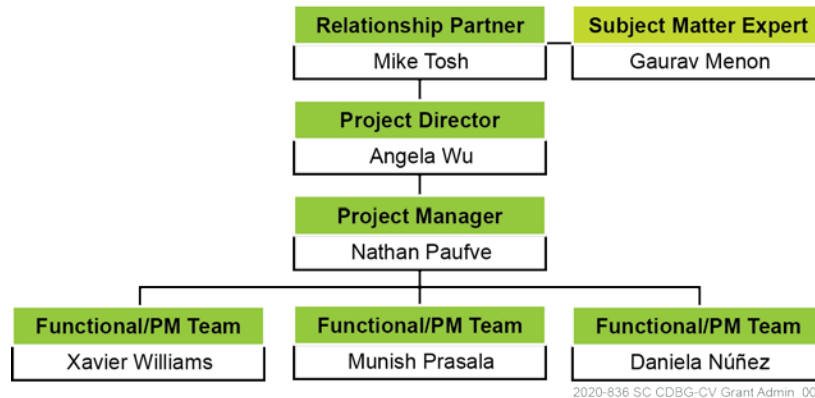 Relationship Partner
Mike Tosh
Subject Matter Expert
Gaurav Menon
Project Director
Angela Wu
Project Manager
Nathan Paufve
Functional/PM Team
Xavier Williams
Functional/PM Team
Munish Prasala
Functional/PM Team
Daniela Núñez
2020-836 SC CDBG-CV Grant Admin